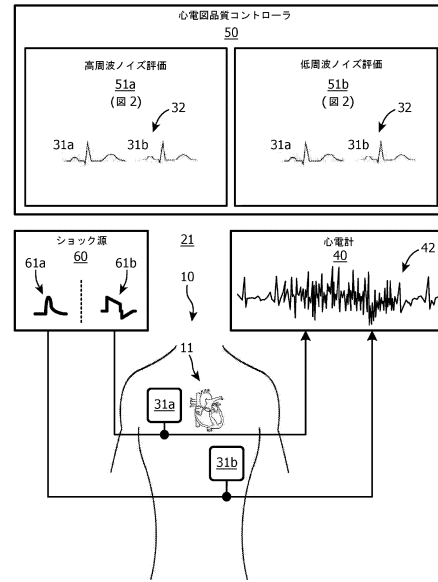 心電図品質コントローラ
50
高周波ノイズ評価
51a
(図2)
32
31a
31b
低周波ノイズ評価
51b
(図2)
32
31a
31b
ショック源
60
61a
61b
21
10
11
心電計
40
42
31a
31b